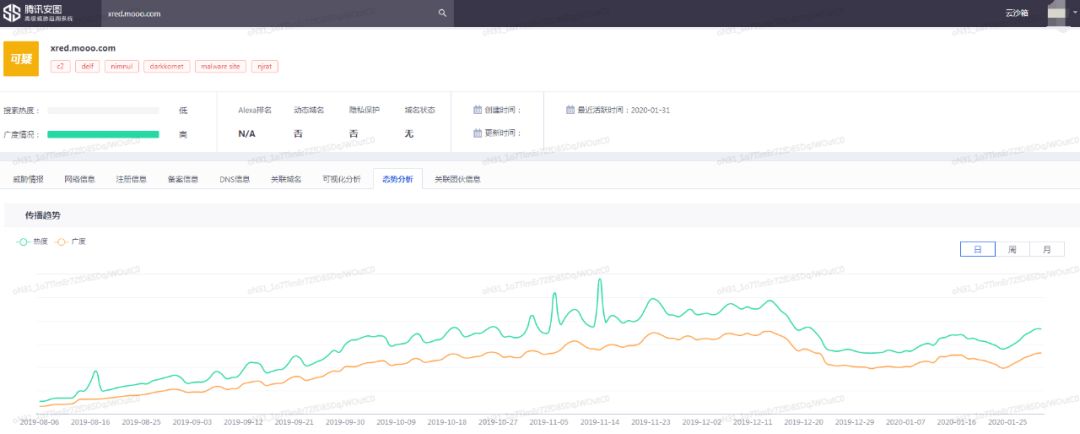 腾讯安图
高级威胁追溯系统
xred.mooo.com
云沙箱
可疑
xred.mooo.com
c2 delf nimnul darkkomet malware site njrat
搜索热度： 低
广度情况： 高
Alexa排名 动态域名 隐私保护 域名状态
N/A 否 否 无
创建时间：
更新时间：
最近活跃时间：2020-01-31
威胁情报 网络信息 注册信息 备案信息 DNS信息 关联域名 可视化分析 态势分析 关联团伙信息
传播趋势
热度 广度
日 周 月
2019-08-06 2019-08-16 2019-08-25 2019-09-03 2019-09-12 2019-09-21 2019-09-30 2019-10-09 2019-10-18 2019-10-27 2019-11-05 2019-11-14 2019-11-23 2019-12-02 2019-12-11 2019-12-20 2019-12-29 2020-01-07 2020-01-16 2020-01-25